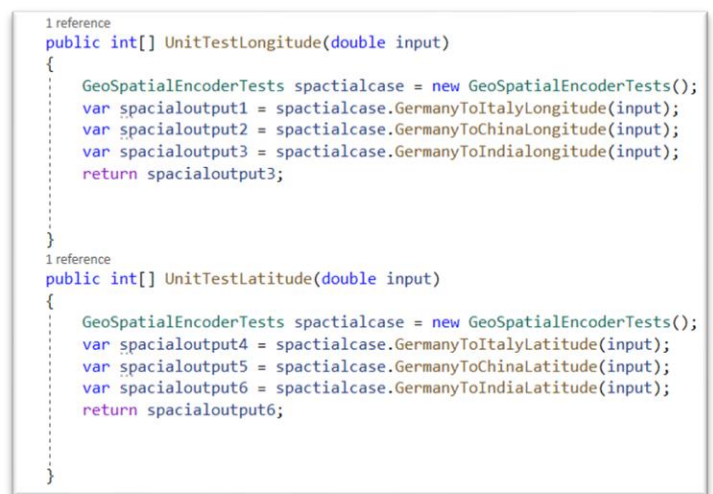 1 reference
public int[] UnitTestLongitude(double input)
{
GeoSpatialEncoderTests spactialcase = new GeoSpatialEncoderTests();
var spacialoutput1 = spactialcase.GermanyToItalyLongitude(input);
var spacialoutput2 = spactialcase.GermanyToChinaLongitude(input);
var spacialoutput3 = spactialcase.GermanyToIndialongitude(input);
return spacialoutput3;
}
1 reference
public int[] UnitTestLatitude(double input)
{
GeoSpatialEncoderTests spactialcase = new GeoSpatialEncoderTests();
var spacialoutput4 = spactialcase.GermanyToItalyLatitude(input);
var spacialoutput5 = spactialcase.GermanyToChinaLatitude(input);
var spacialoutput6 = spactialcase.GermanyToIndiaLatitude(input);
return spacialoutput6;
}